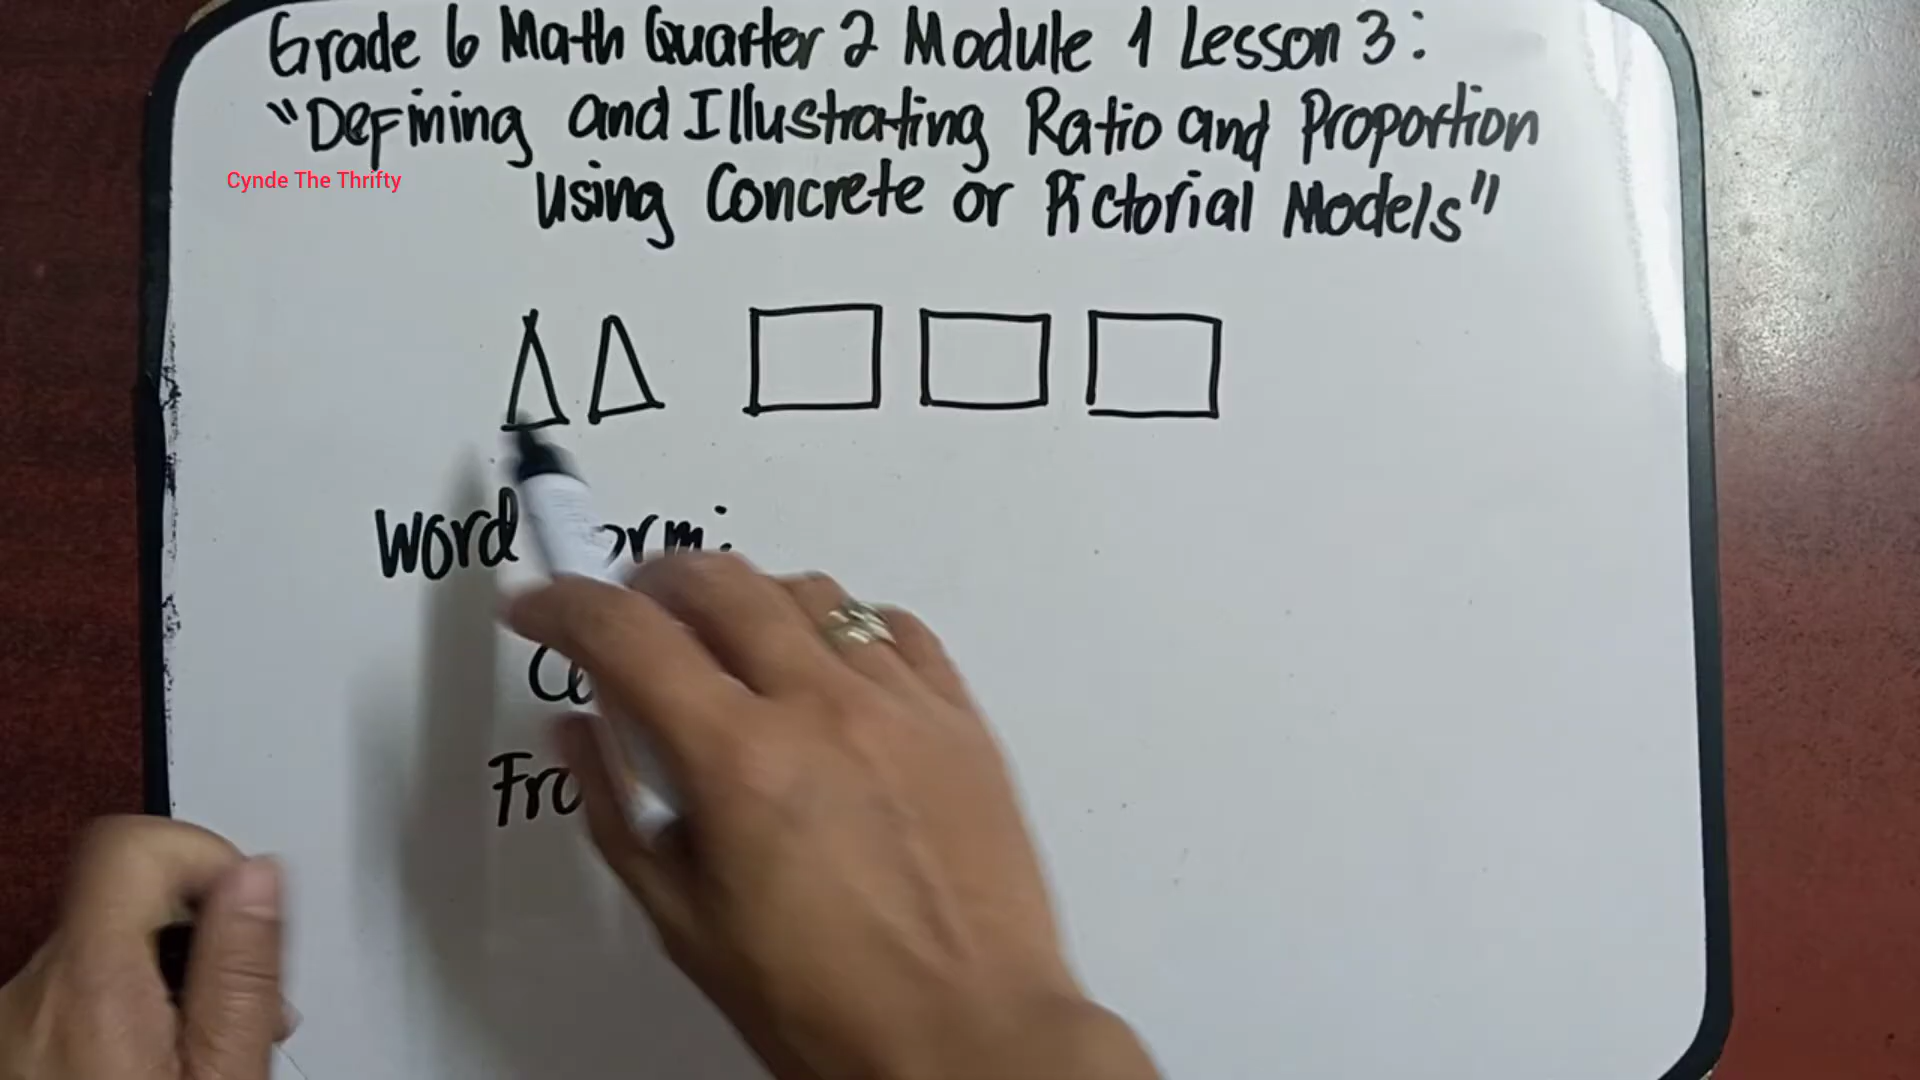 Grade 6 Math Quarter 2 Module 1 Lesson 3:
"Defining and Illustrating Ratio and Proportion
Cynde The Thrifty
using Concrete or Pictorial Models"
Word